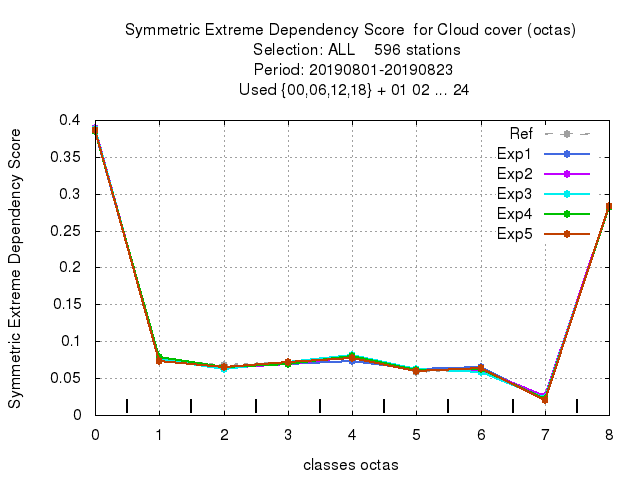 Symmetric Extreme Dependency Score  for Cloud cover (octas)
Selection: ALL    596 stations
Period: 20190801-20190823
Used {00,06,12,18} + 01 02 ... 24
Symmetric Extreme Dependency Score
0.4
0.35
0.3
0.25
0.2
0.15
0.1
0.05
0
Ref
Exp1
Exp2
Exp3
Exp4
Exp5
0 1 2 3 4 5 6 7 8
classes octas